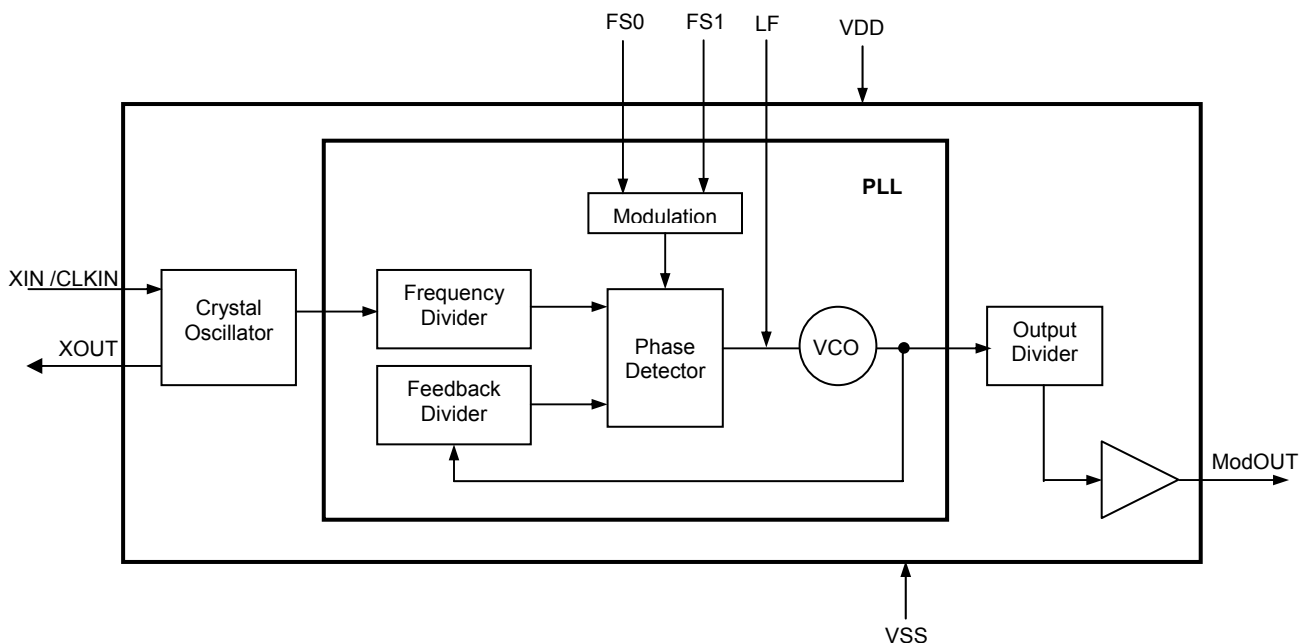 FS0
FS1
LF
VDD
PLL
Modulation
XIN /CLKIN
Crystal
Oscillator
XOUT
Frequency
Divider
Feedback
Divider
Phase
Detector
VCO
Output
Divider
ModOUT
VSS